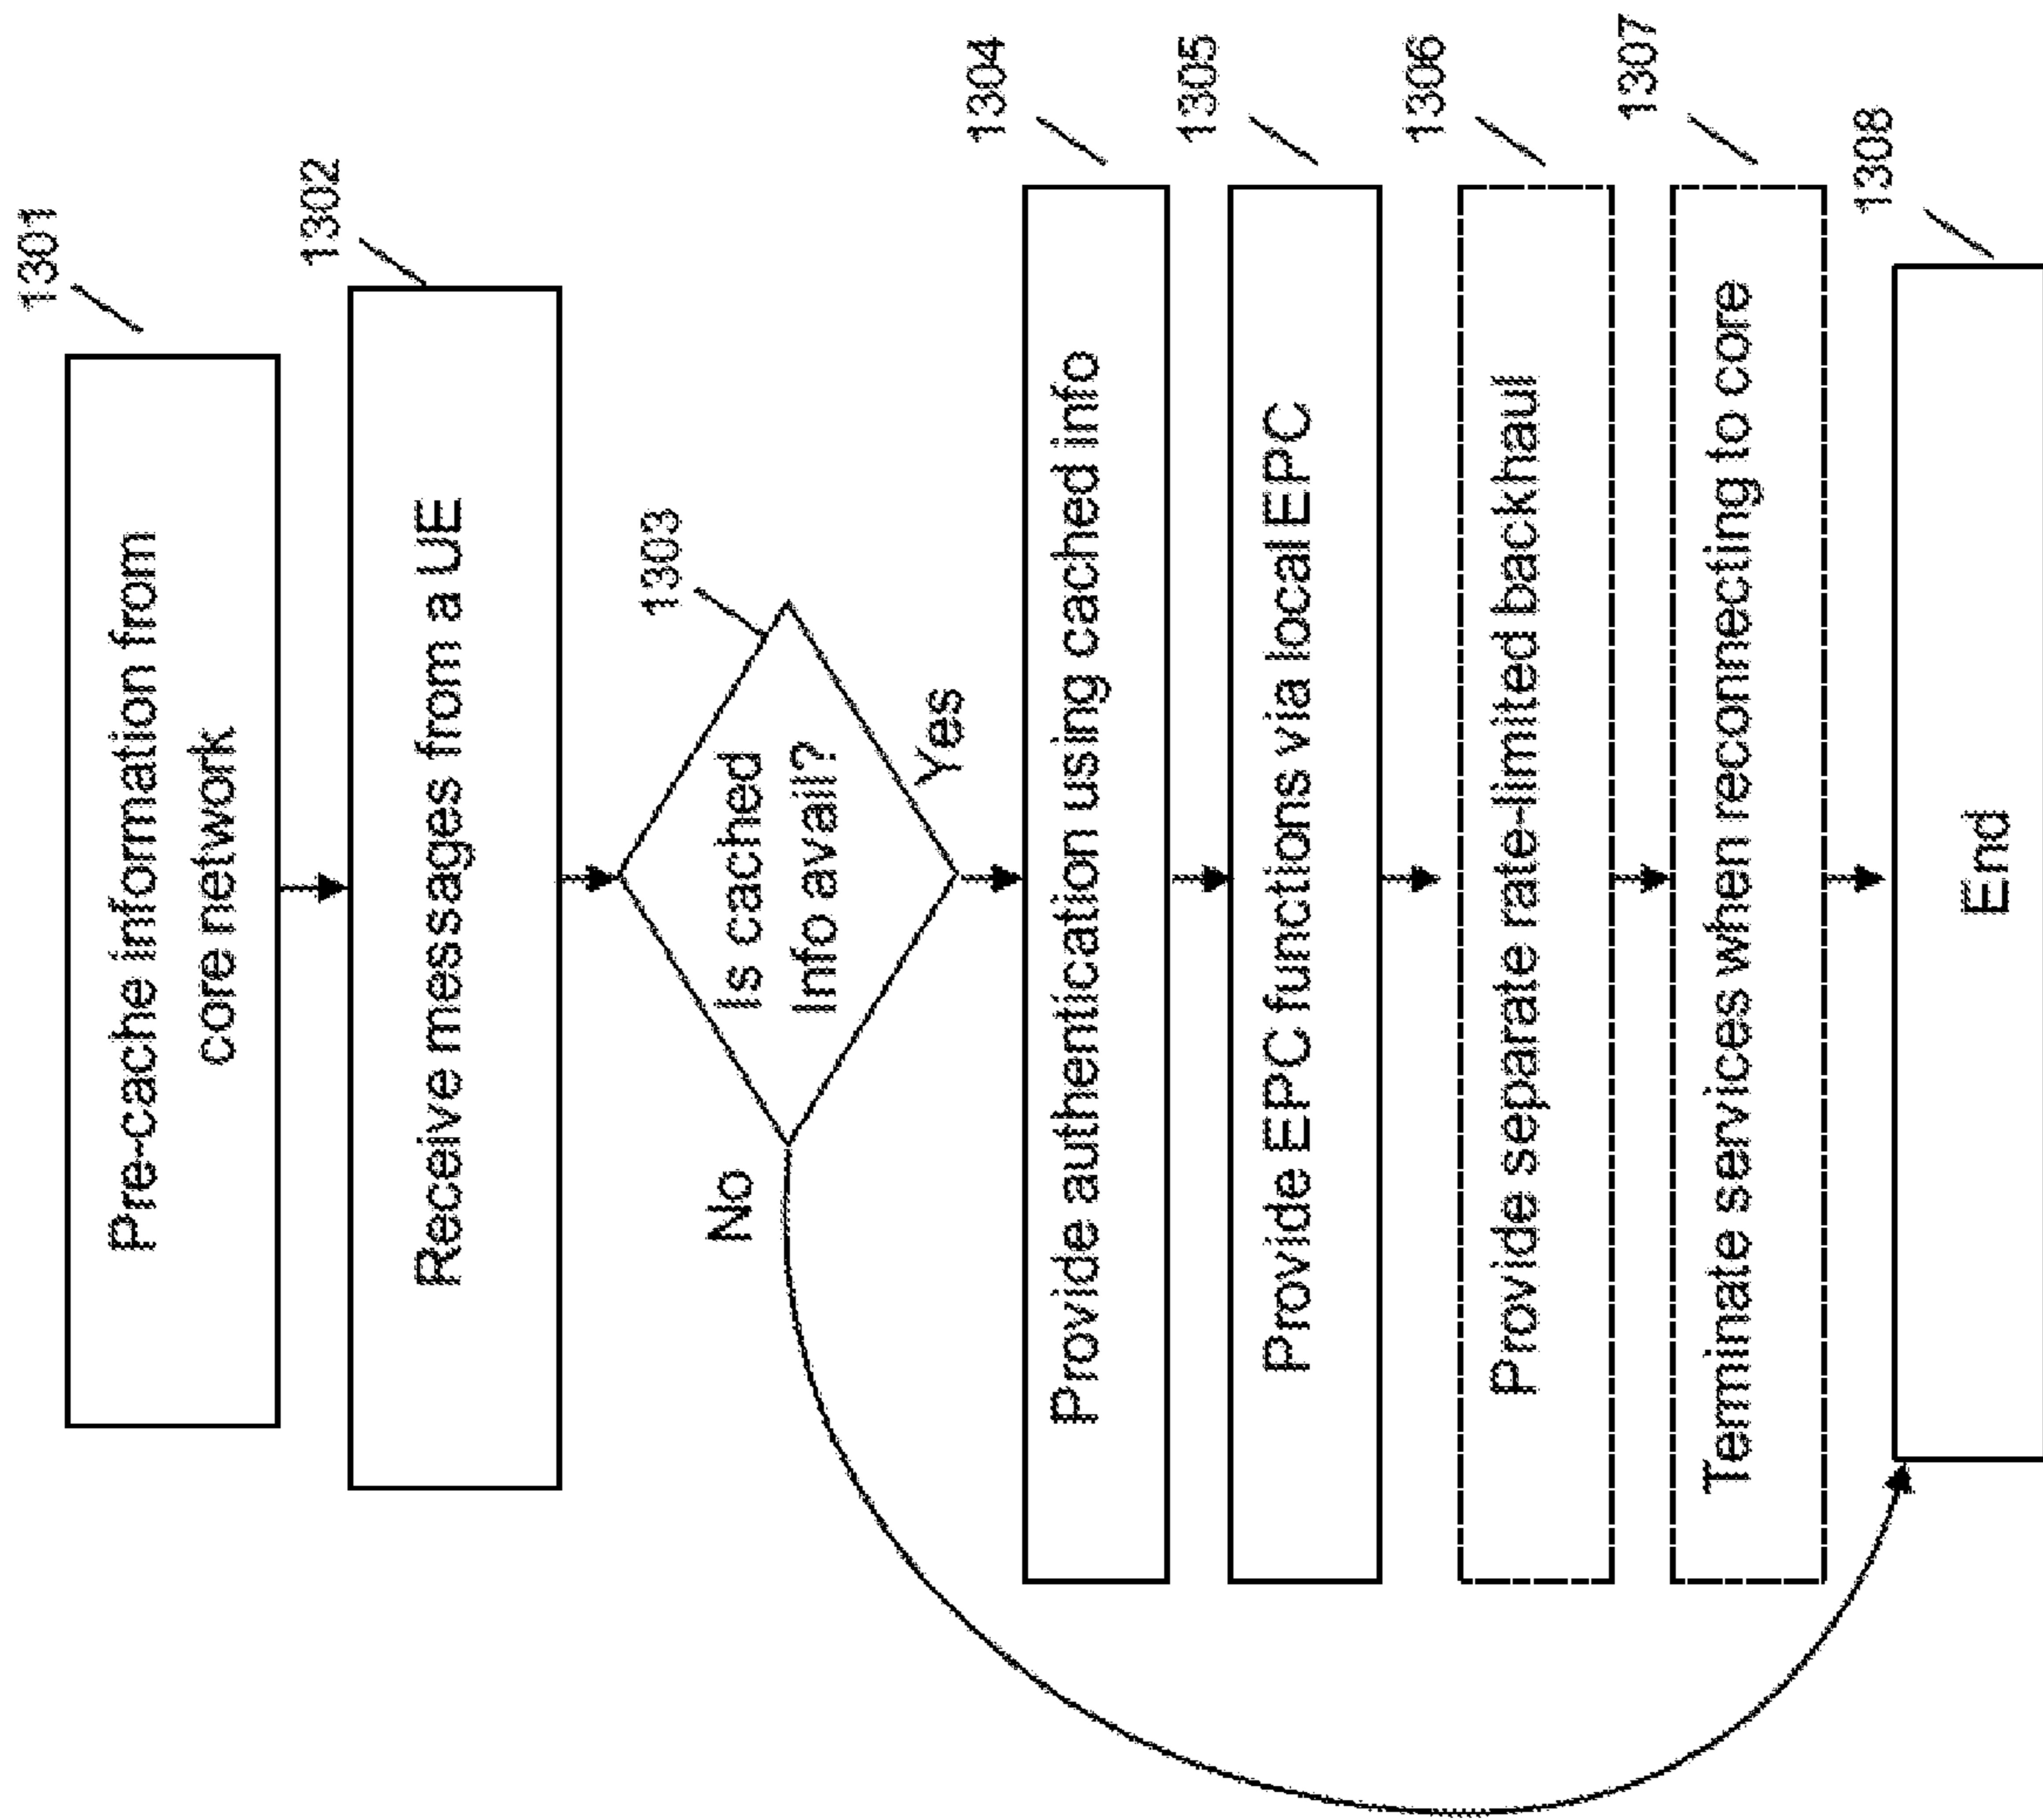 1301
Pre-cache information from
core network
1302
Receive messages from a UE
1303
Is cached
Info avail?
No
Yes
1304
Provide authentication using cached info
1305
Provide EPC functions via local EPC
1306
Provide separate rate-limited backhaul
1307
Terminate services when reconnecting to core
1308
End